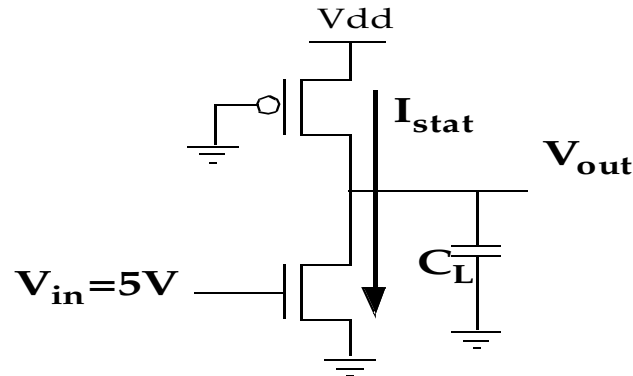 Vdd
I_stat
V_out
V_in=5V
C_L